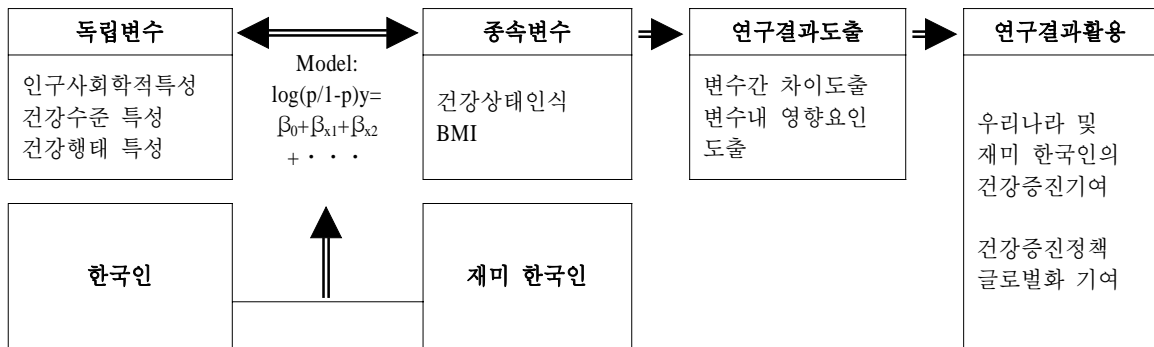 독립변수
인구사회학적특성
건강수준 특성
건강행태 특성
Model:
log(p/1-p)y=
β0+βx1+βx2
+・・・
종속변수
건강상태인식
BMI
연구결과도출
변수간 차이도출
변수내 영향요인
도출
연구결과활용
우리나라 및
재미 한국인의
건강증진기여
건강증진정책
글로벌화 기여
한국인
재미 한국인